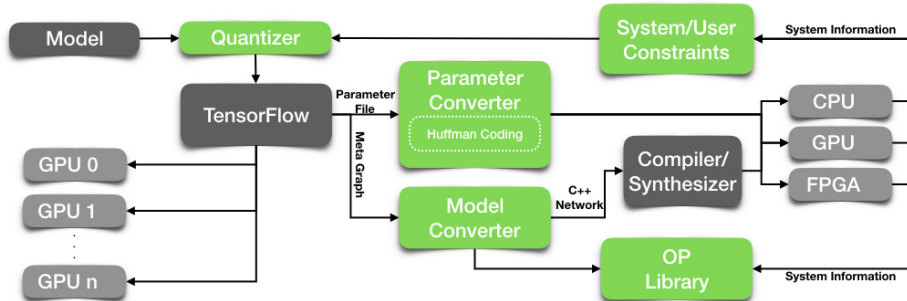 Model
Quantizer
System/User
Constraints
System Information
TensorFlow
Parameter
File
Meta Graph
Parameter
Converter
Huffman Coding
CPU
GPU
FPGA
Compiler/
Synthesizer
C++
Network
Model
Converter
OP
Library
System Information
GPU 0
GPU 1
GPU n